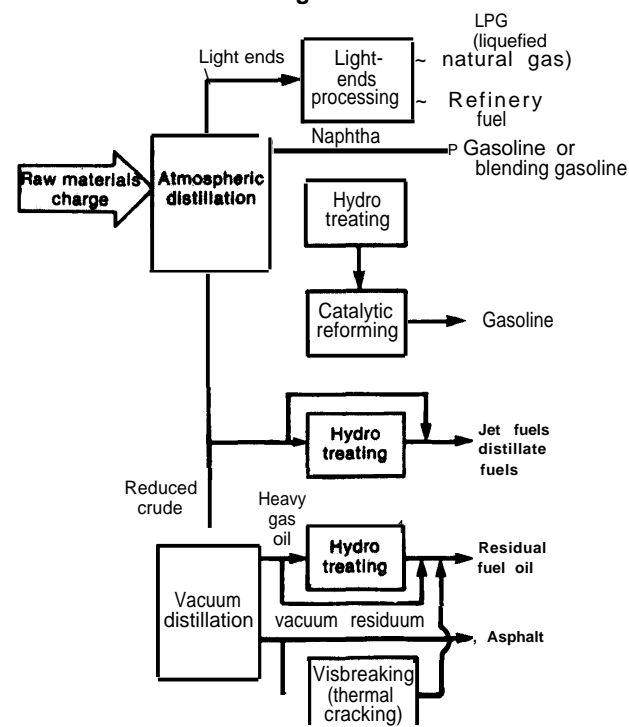 LPG
(liquefied
natural gas)
Light ends
Light-
ends
processing
~
~ Refinery
fuel
Naphtha
P Gasoline or
blending gasoline
Raw materials
charge
Atmospheric
distillation
Hydro
treating
Catalytic
reforming
Gasoline
Hydro
treating
Jet fuels
distillate
fuels
Reduced
crude
Heavy
gas
oil
Hydro
treating
Residual
fuel oil
Vacuum
distillation
vacuum residuum
, Asphalt
Visbreaking
(thermal
cracking)